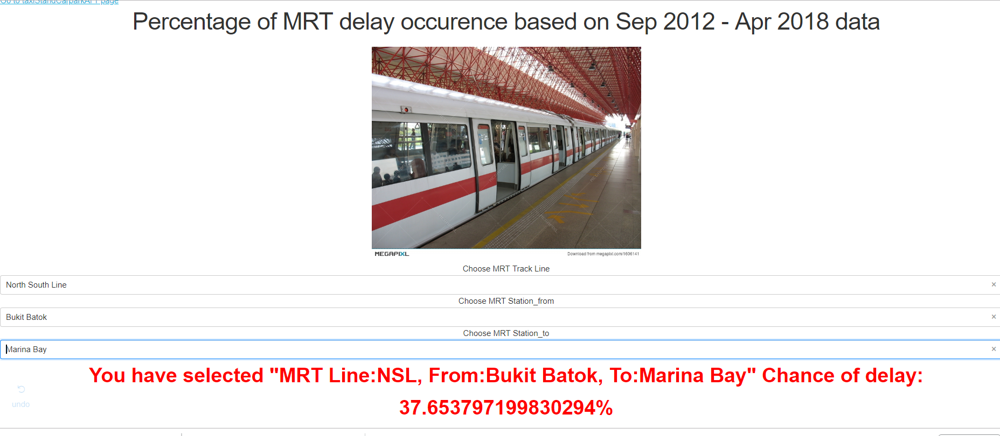 Go to taxiStandCarparkAPI page
Percentage of MRT delay occurence based on Sep 2012 - Apr 2018 data
MEGAPIXL
Download from megapixl.com/1606141
Choose MRT Track Line
North South Line ×
Choose MRT Station_from
Bukit Batok ×
Choose MRT Station_to
Marina Bay ×
You have selected "MRT Line:NSL, From:Bukit Batok, To:Marina Bay" Chance of delay:
37.653797199830294%
undo